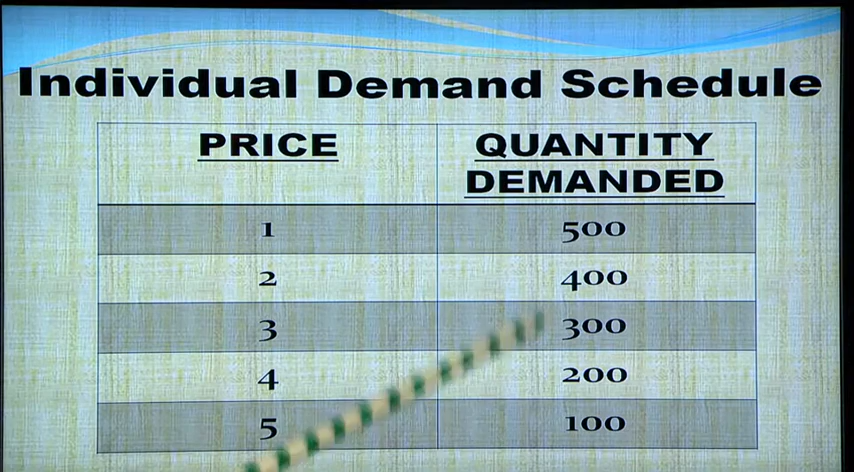 Individual Demand Schedule
PRICE QUANTITY
DEMANDED
1 500
2 400
3 300
4 200
5 100